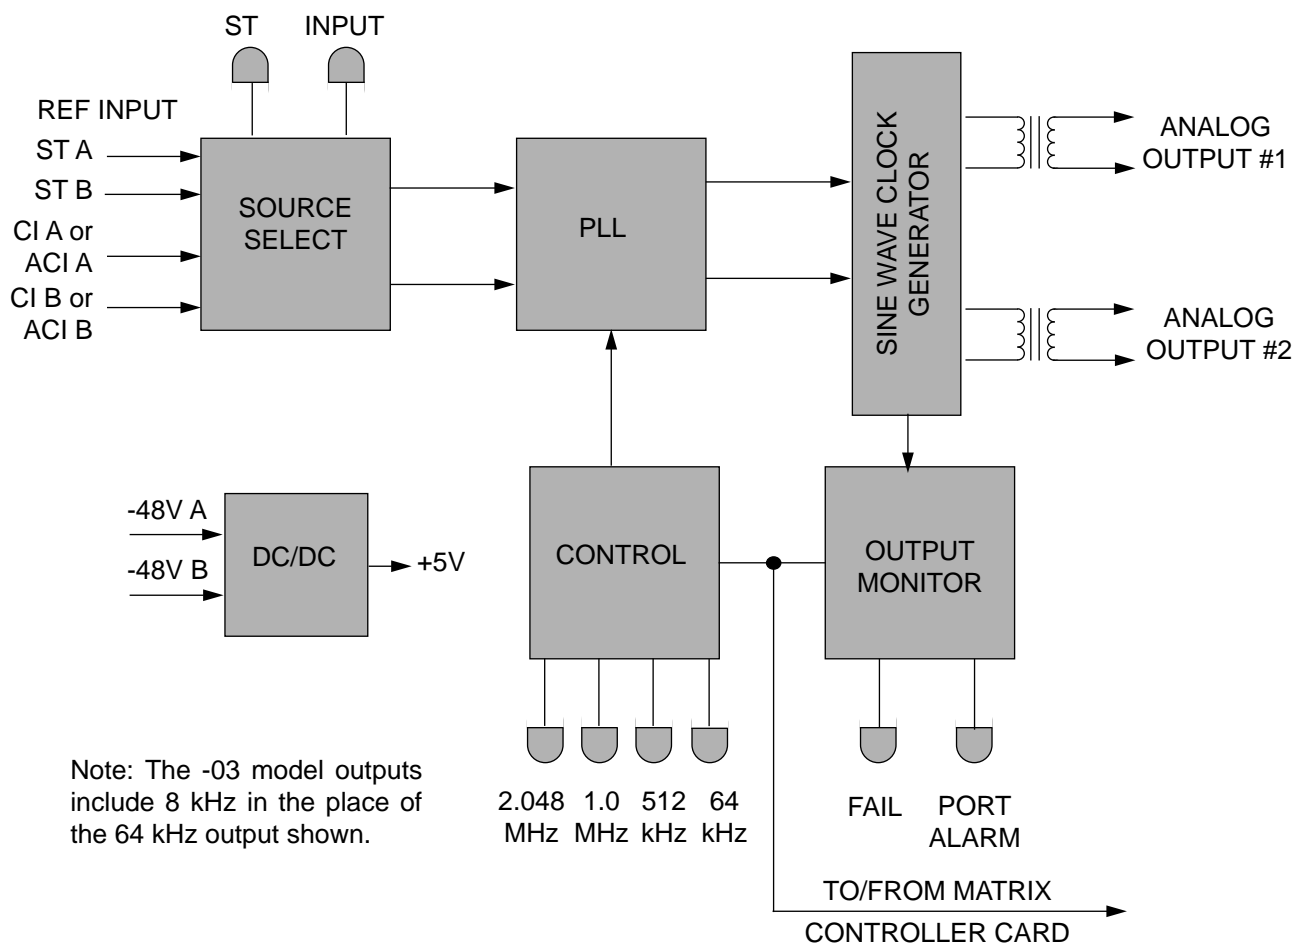 ST
INPUT
REF INPUT
ST A
ST B
CI A or
ACI A
CI B or
ACI B
SOURCE
SELECT
PLL
SINE WAVE CLOCK
GENERATOR
ANALOG
OUTPUT #1
ANALOG
OUTPUT #2
-48V A
-48V B
DC/DC
+5V
CONTROL
OUTPUT
MONITOR
2.048
MHz
1.0
MHz
512
kHz
64
kHz
FAIL
PORT
ALARM
Note: The -03 model outputs
include 8 kHz in the place of
the 64 kHz output shown.
TO/FROM MATRIX
CONTROLLER CARD